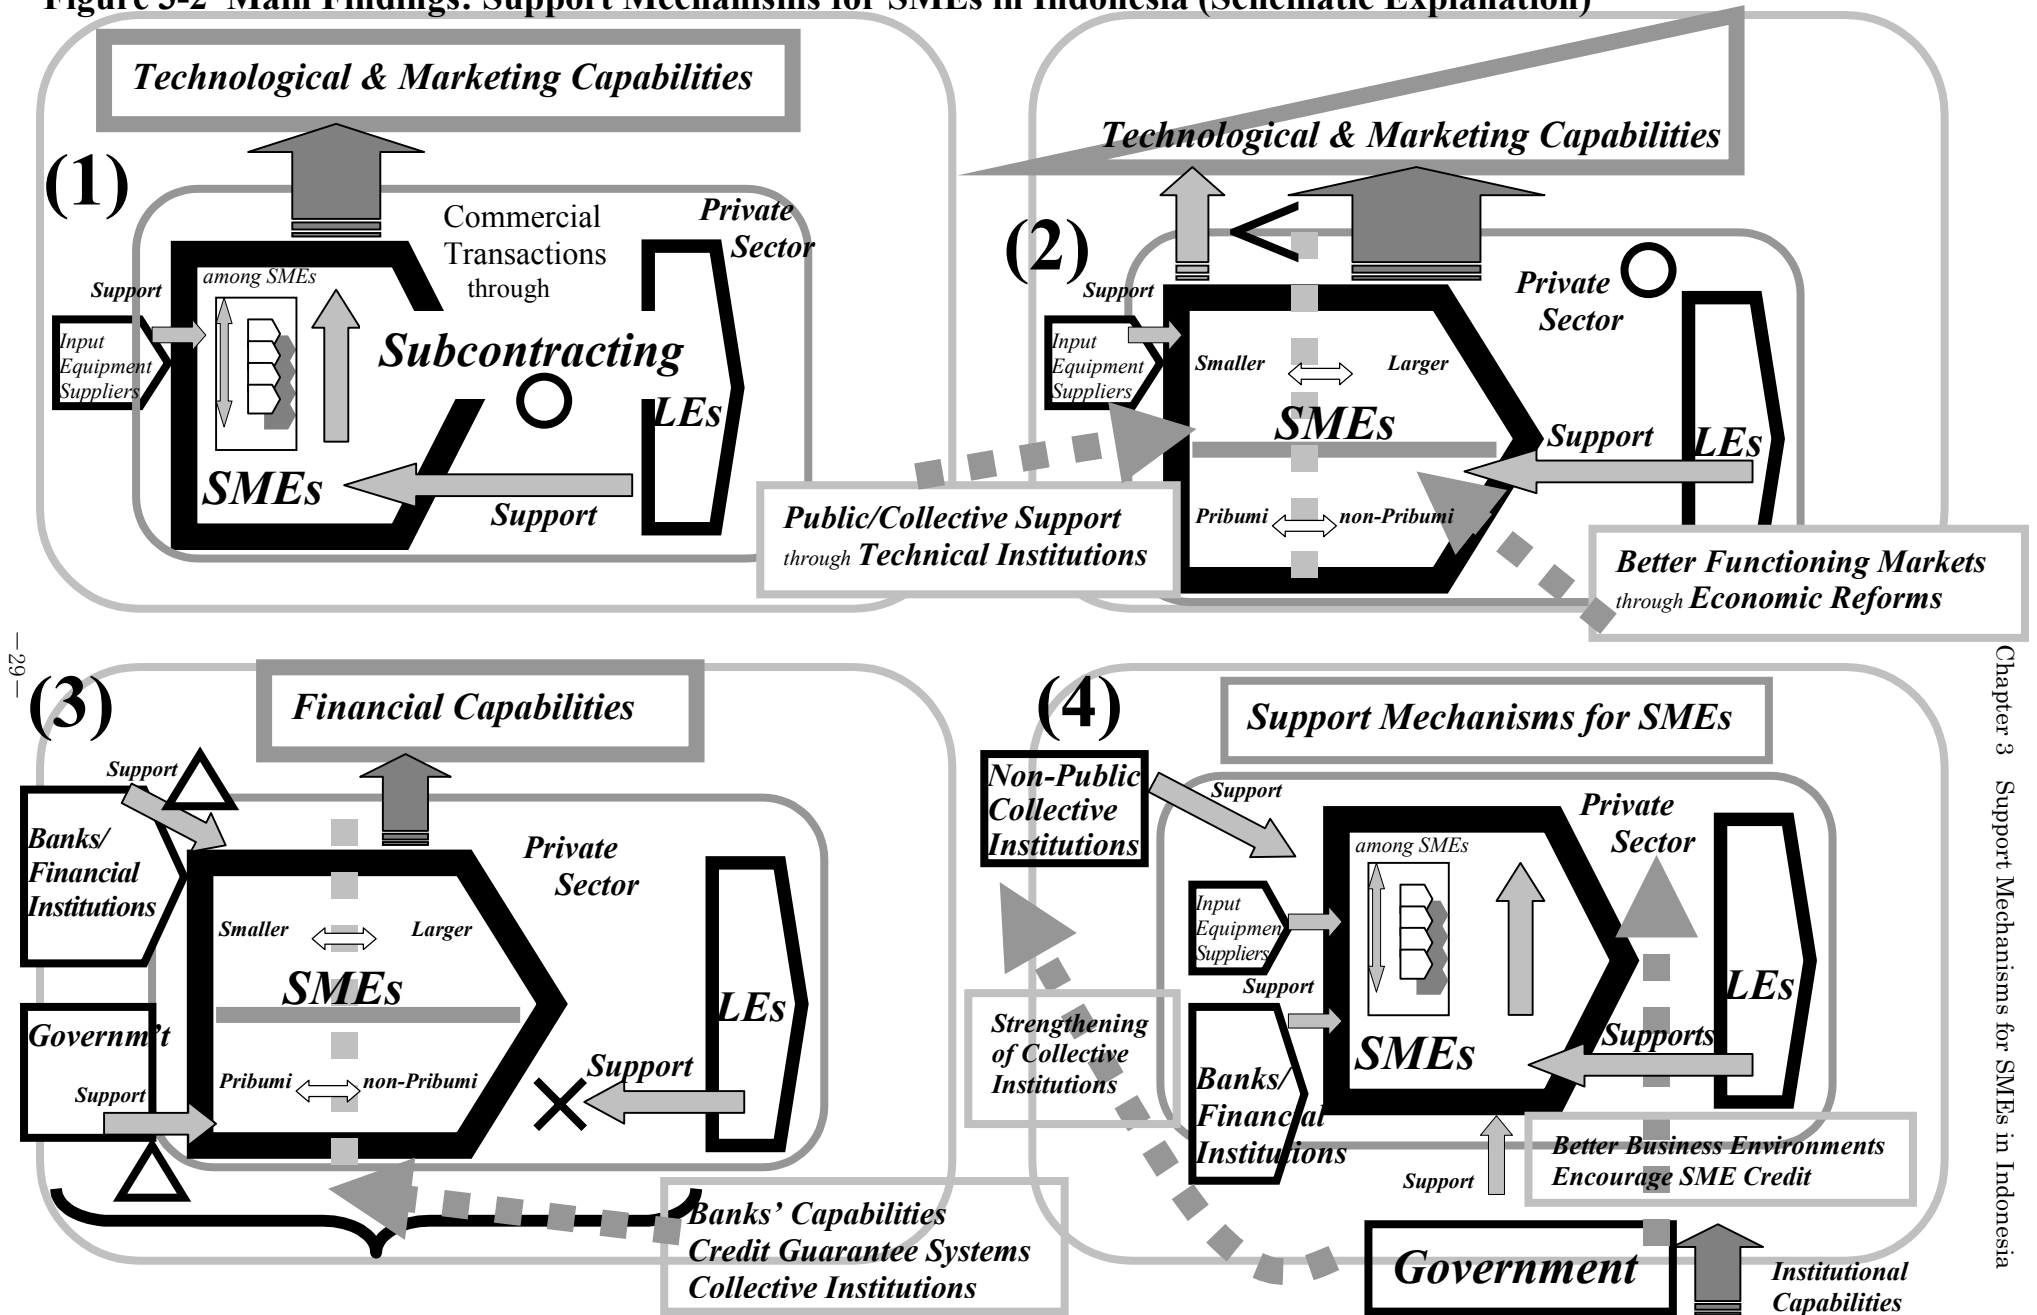 Figure 3-2 Main Findings: Support Mechanisms for SMEs in Indonesia (Schematic Explanation)
(1)
Technological & Marketing Capabilities
Commercial
Transactions
through
Subcontracting
Private
Sector
among SMEs
Support
Input
Equipment
Suppliers
SMEs
LEs
Support
(2)
Technological & Marketing Capabilities
<
Private
Sector
Support
Input
Equipment
Suppliers
Smaller
Larger
SMEs
Support
LEs
Pribumi
non-Pribumi
Public/Collective Support
through Technical Institutions
Better Functioning Markets
through Economic Reforms
(3)
Financial Capabilities
Support
Banks/
Financial
Institutions
Private
Sector
Smaller
Larger
SMEs
LEs
Governm't
Support
Pribumi
non-Pribumi
Support
Banks’ Capabilities
Credit Guarantee Systems
Collective Institutions
(4)
Support Mechanisms for SMEs
Non-Public
Collective
Institutions
Support
Private
Sector
among SMEs
Input
Equipmen
Suppliers
Support
SMEs
LEs
Supports
Strengthening
of Collective
Institutions
Banks/
Financial
Institutions
Support
Better Business Environments
Encourage SME Credit
Government
Institutional
Capabilities
—29—
Chapter 3 Support Mechanisms for SMEs in Indonesia